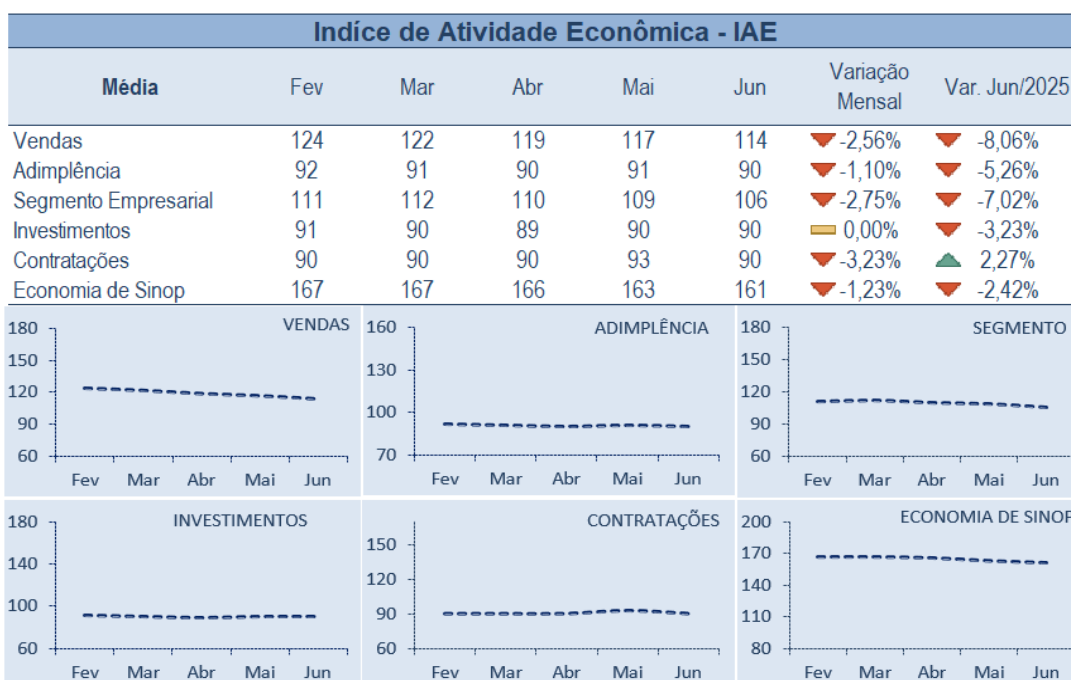 Indíce de Atividade Econômica - IAE
Média Fev Mar Abr Mai Jun Variação Mensal Var. Jun/2025
Vendas 124 122 119 117 114 -2,56% -8,06%
Adimplência 92 91 90 91 90 -1,10% -5,26%
Segmento Empresarial 111 112 110 109 106 -2,75% -7,02%
Investimentos 91 90 89 90 90 0,00% -3,23%
Contratações 90 90 90 93 90 -3,23% 2,27%
Economia de Sinop 167 167 166 163 161 -1,23% -2,42%
VENDAS
180
150
120
90
60
Fev Mar Abr Mai Jun
ADIMPLÊNCIA
160
130
100
70
Fev Mar Abr Mai Jun
SEGMENTO
180
150
120
90
60
Fev Mar Abr Mai Jun
INVESTIMENTOS
180
140
100
60
Fev Mar Abr Mai Jun
CONTRATAÇÕES
150
120
90
60
Fev Mar Abr Mai Jun
ECONOMIA DE SINOP
200
170
140
110
80
Fev Mar Abr Mai Jun